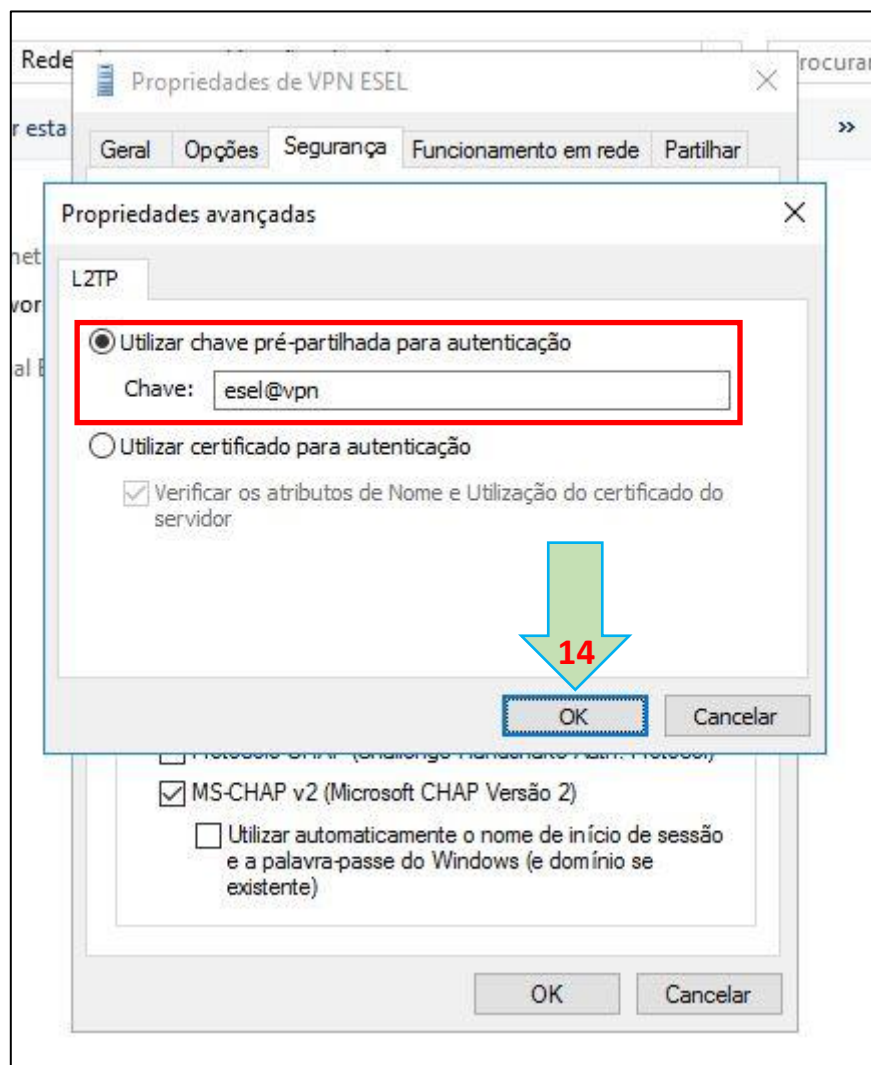 Rede
rocurar
Propriedades de VPN ESEL
r esta
»
Geral Opções Segurança Funcionamento em rede Partilhar
Propriedades avançadas
net
L2TP
wor
Utilizar chave pré-partilhada para autenticação
al E
Chave: esel@vpn
Utilizar certificado para autenticação
Verificar os atributos de Nome e Utilização do certificado do
servidor
14
OK Cancelar
MS-CHAP v2 (Microsoft CHAP Versão 2)
Utilizar automaticamente o nome de início de sessão
e a palavra-passe do Windows (e domínio se
existente)
OK Cancelar